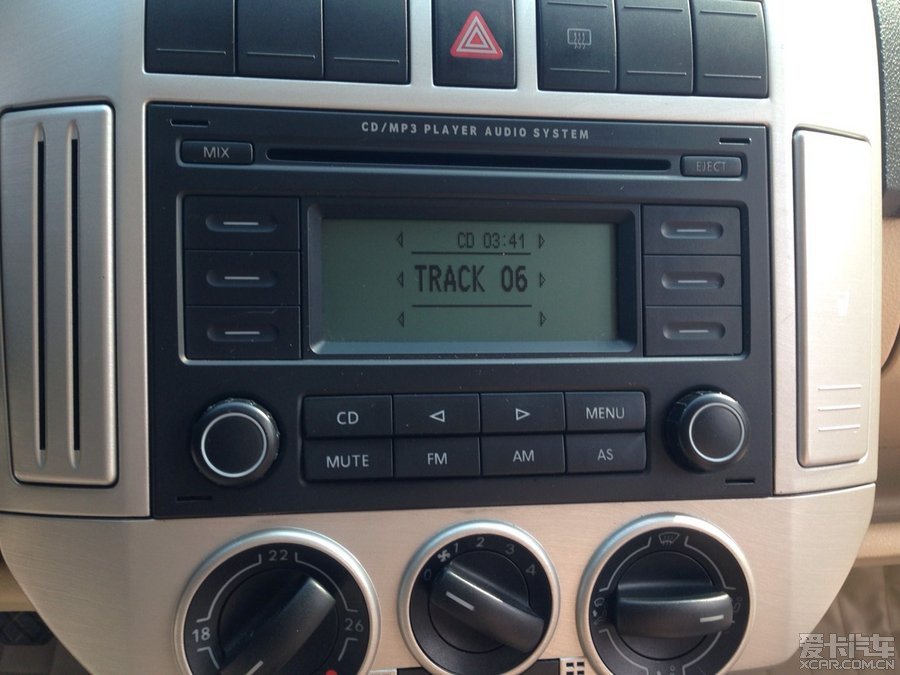 CD/MP3 PLAYER AUDIO SYSTEM
MIX
EJECT
CD 03:41
TRACK 06
CD
MENU
MUTE FM AM AS
22
18 26
0 1 2 3 4
爱卡汽车
XCAR.COM.CN